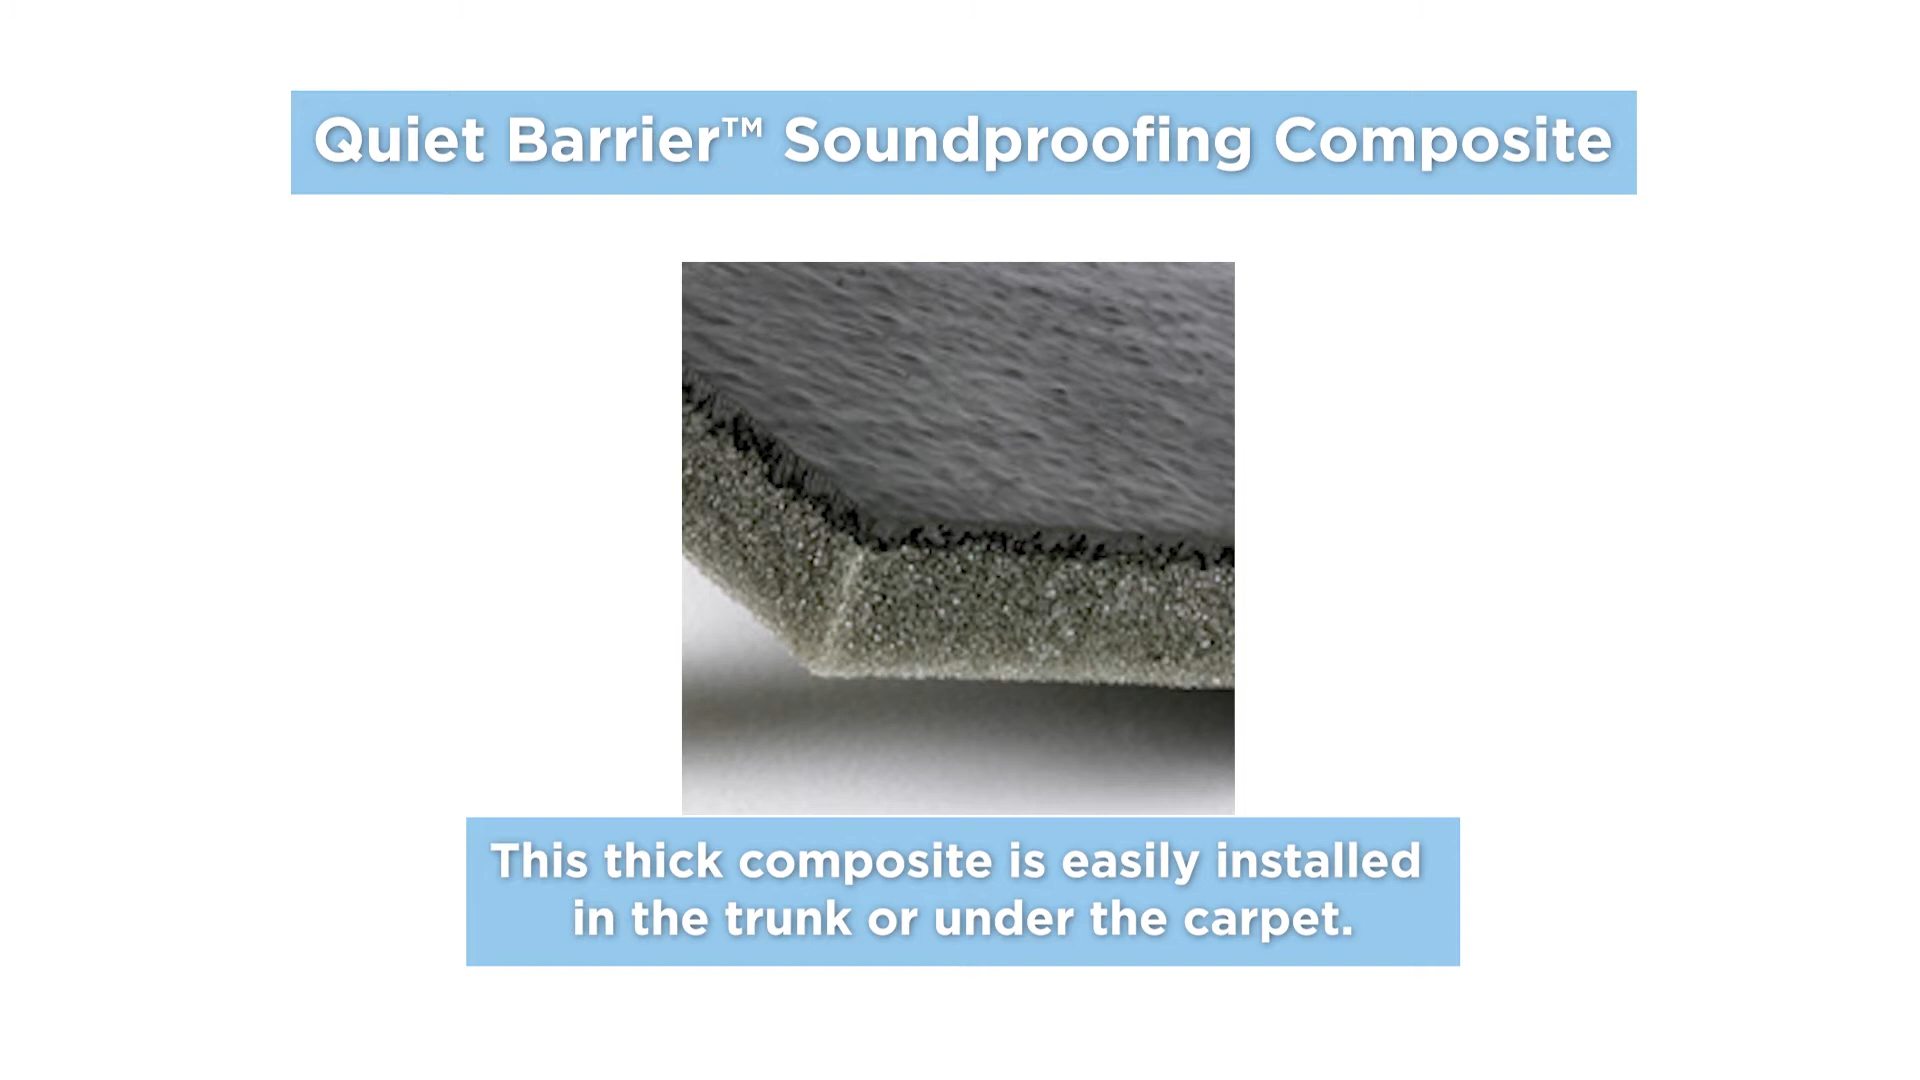 Quiet Barrier™ Soundproofing Composite
This thick composite is easily installed
in the trunk or under the carpet.